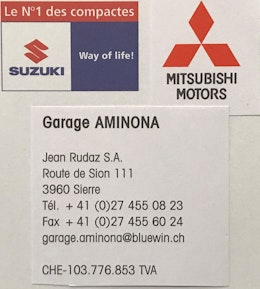 Le N°1 des compactes
SUZUKI
Way of life!
MITSUBISHI
MOTORS
Garage AMINONA
Jean Rudaz S.A.
Route de Sion 111
3960 Sierre
Tél. + 41 (0)27 455 08 23
Fax + 41 (0)27 455 60 24
garage.aminona@bluewin.ch
CHE-103.776.853 TVA